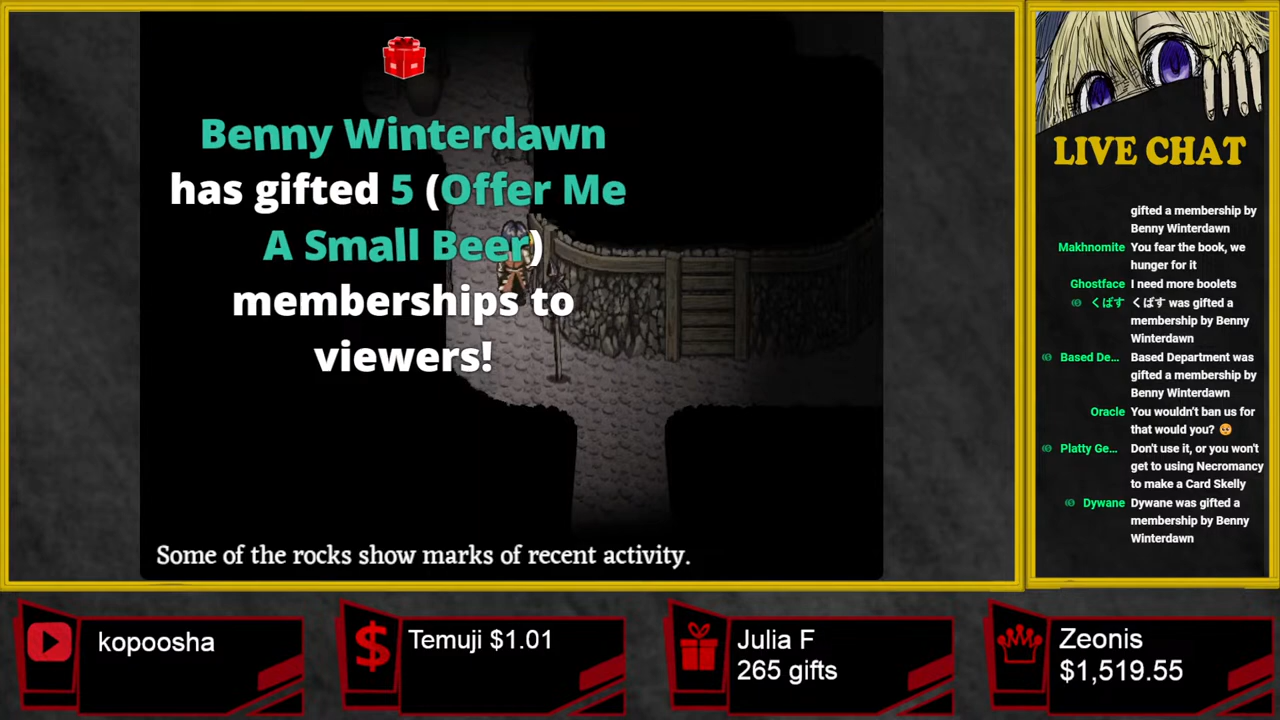 Benny Winterdawn
has gifted 5 (Offer Me
A Small Beer)
memberships to
viewers!
Some of the rocks show marks of recent activity.
LIVE CHAT
gifted a membership by
Benny Winterdawn
Makhnomite You fear the book, we
hunger for it
Ghostface I need more boolets
くぱす くぱす was gifted a
membership by Benny
Winterdawn
Based De... Based Department was
gifted a membership by
Benny Winterdawn
Oracle You wouldn't ban us for
that would you? 🥺
Platty Ge... Don't use it, or you won't
get to using Necromancy
to make a Card Skelly
Dywane Dywane was gifted a
membership by Benny
Winterdawn
kopoosha
Temuji $1.01
Julia F
265 gifts
Zeonis
$1,519.55